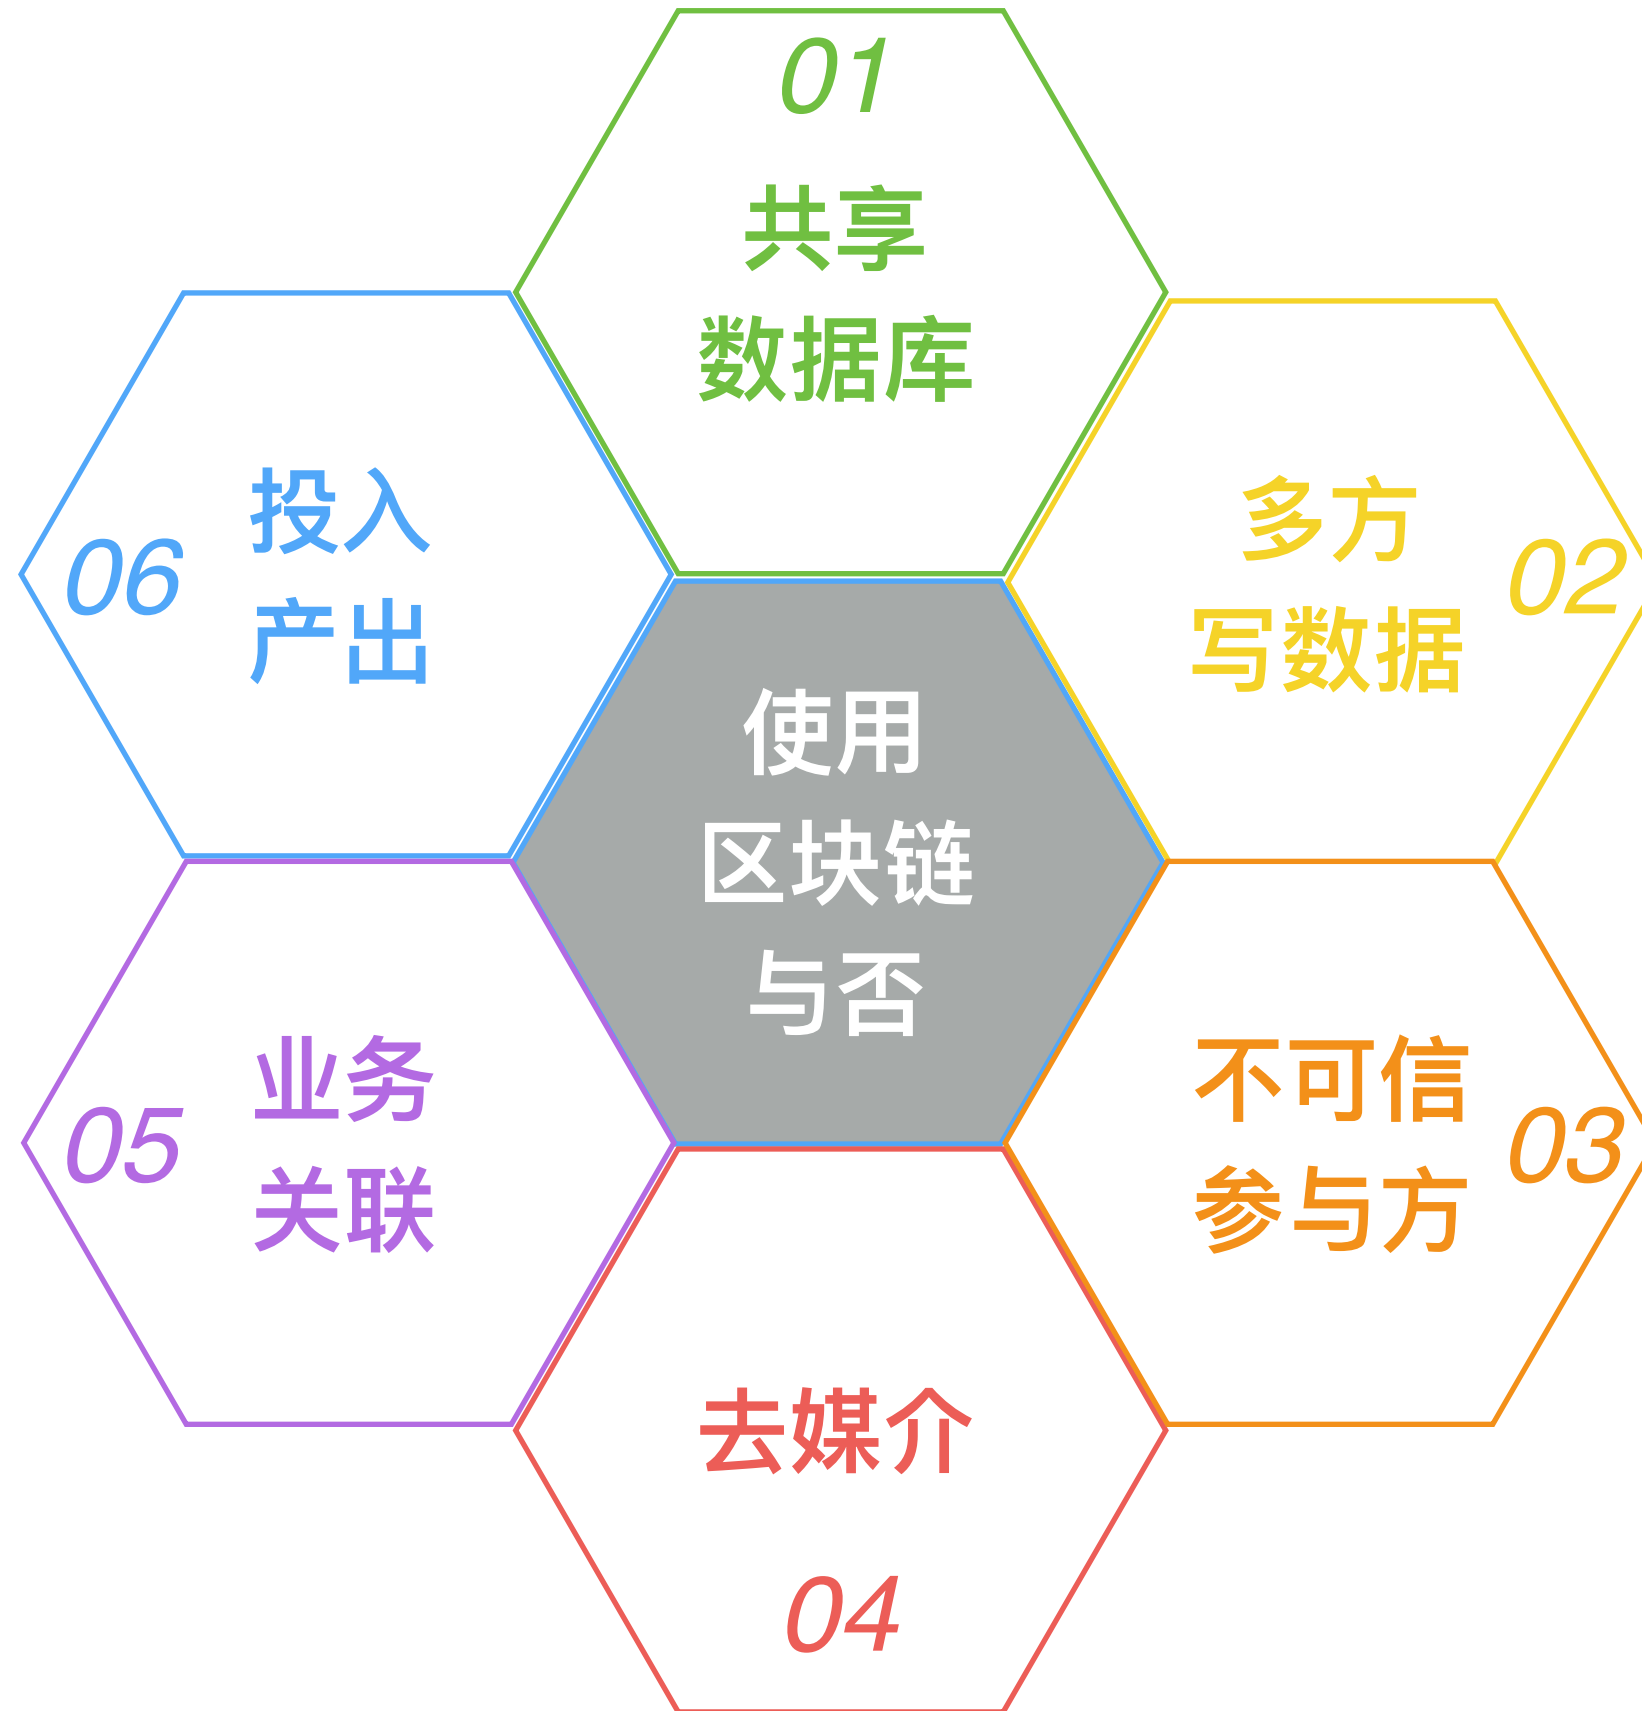 01
共享
数据库
多方
写数据
02
不可信
参与方
03
去媒介
04
业务
关联
05
投入
产出
06
使用
区块链
与否